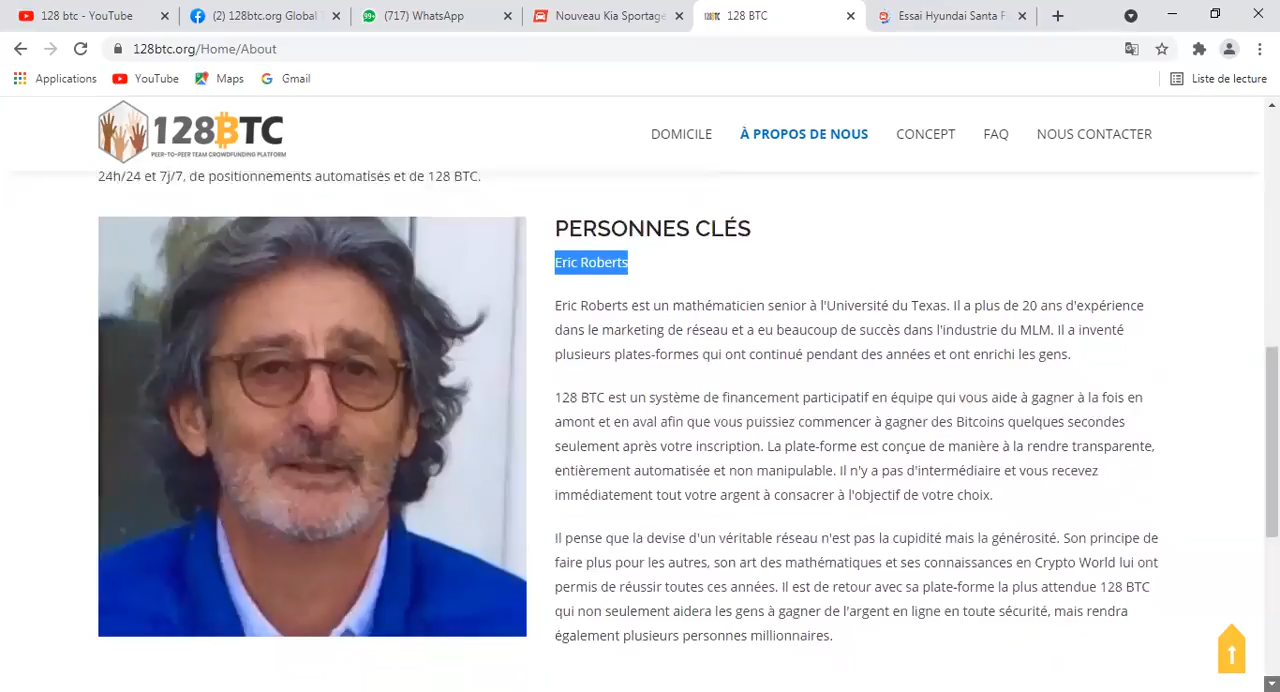 128 btc - YouTube
(2) 128btc.org Global
(717) WhatsApp
Nouveau Kia Sportage
128 BTC
Essai Hyundai Santa F
128btc.org/Home/About
Applications
YouTube
Maps
Gmail
Liste de lecture
128BTC
PEER-TO-PEER TEAM CROWDFUNDING PLATFORM
DOMICILE
À PROPOS DE NOUS
CONCEPT
FAQ
NOUS CONTACTER
24h/24 et 7j/7, de positionnements automatisés et de 128 BTC.
PERSONNES CLÉS
Eric Roberts
Eric Roberts est un mathématicien senior à l'Université du Texas. Il a plus de 20 ans d'expérience
dans le marketing de réseau et a eu beaucoup de succès dans l'industrie du MLM. Il a inventé
plusieurs plates-formes qui ont continué pendant des années et ont enrichi les gens.
128 BTC est un système de financement participatif en équipe qui vous aide à gagner à la fois en
amont et en aval afin que vous puissiez commencer à gagner des Bitcoins quelques secondes
seulement après votre inscription. La plate-forme est conçue de manière à la rendre transparente,
entièrement automatisée et non manipulable. Il n'y a pas d'intermédiaire et vous recevez
immédiatement tout votre argent à consacrer à l'objectif de votre choix.
Il pense que la devise d'un véritable réseau n'est pas la cupidité mais la générosité. Son principe de
faire plus pour les autres, son art des mathématiques et ses connaissances en Crypto World lui ont
permis de réussir toutes ces années. Il est de retour avec sa plate-forme la plus attendue 128 BTC
qui non seulement aidera les gens à gagner de l'argent en ligne en toute sécurité, mais rendra
également plusieurs personnes millionnaires.